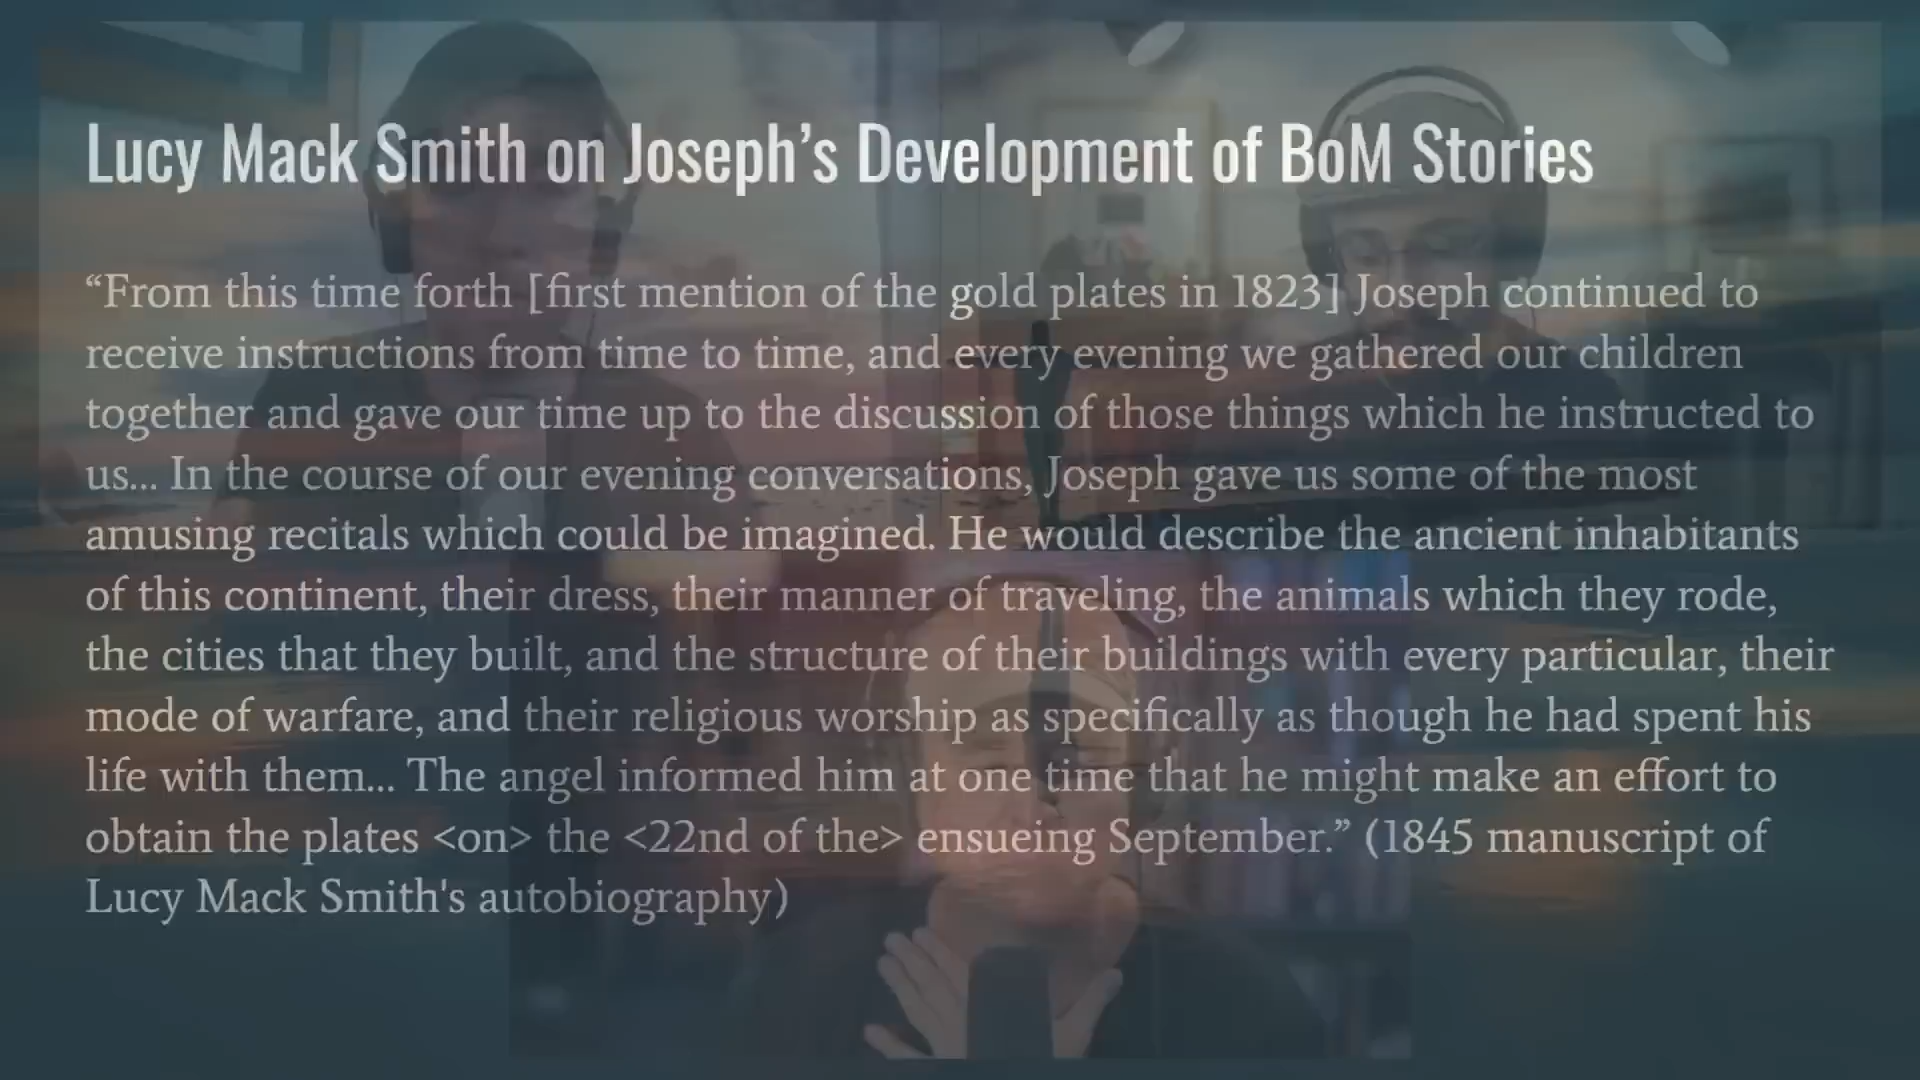 Lucy Mack Smith on Joseph’s Development of BoM Stories
“From this time forth [first mention of the gold plates in 1823] Joseph continued to
receive instructions from time to time, and every evening we gathered our children
together and gave our time up to the discussion of those things which he instructed to
us... In the course of our evening conversations, Joseph gave us some of the most
amusing recitals which could be imagined. He would describe the ancient inhabitants
of this continent, their dress, their manner of traveling, the animals which they rode,
the cities that they built, and the structure of their buildings with every particular, their
mode of warfare, and their religious worship as specifically as though he had spent his
life with them... The angel informed him at one time that he might make an effort to
obtain the plates <on> the <22nd of the> ensueing September.” (1845 manuscript of
Lucy Mack Smith's autobiography)